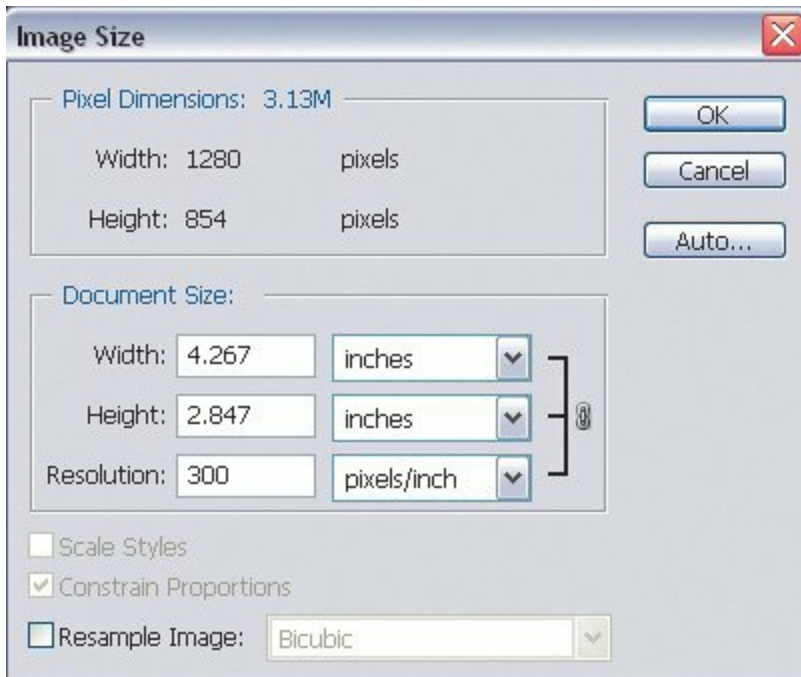 Image Size
Pixel Dimensions: 3.13M
OK
Width: 1280 pixels
Cancel
Height: 854 pixels
Auto...
Document Size:
Width: 4.267 inches
Height: 2.847 inches
Resolution: 300 pixels/inch
Scale Styles
Constrain Proportions
Resample Image: Bicubic